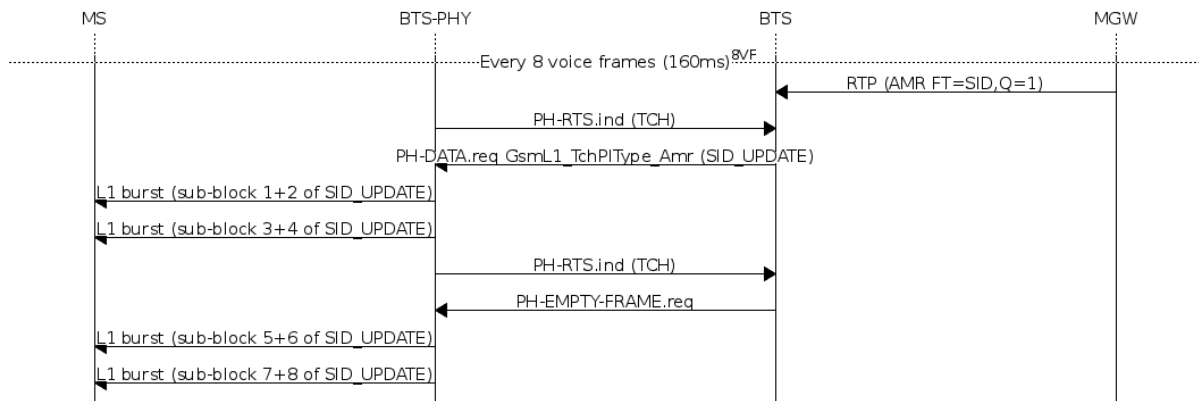 MS BTS-PHY BTS MGW
Every 8 voice frames (160ms)8VF
RTP (AMR FT=SID,Q=1)
PH-RTS.ind (TCH)
PH-DATA.req GsmL1_TchPlType_Amr (SID_UPDATE)
L1 burst (sub-block 1+2 of SID_UPDATE)
L1 burst (sub-block 3+4 of SID_UPDATE)
PH-RTS.ind (TCH)
PH-EMPTY-FRAME.req
L1 burst (sub-block 5+6 of SID_UPDATE)
L1 burst (sub-block 7+8 of SID_UPDATE)